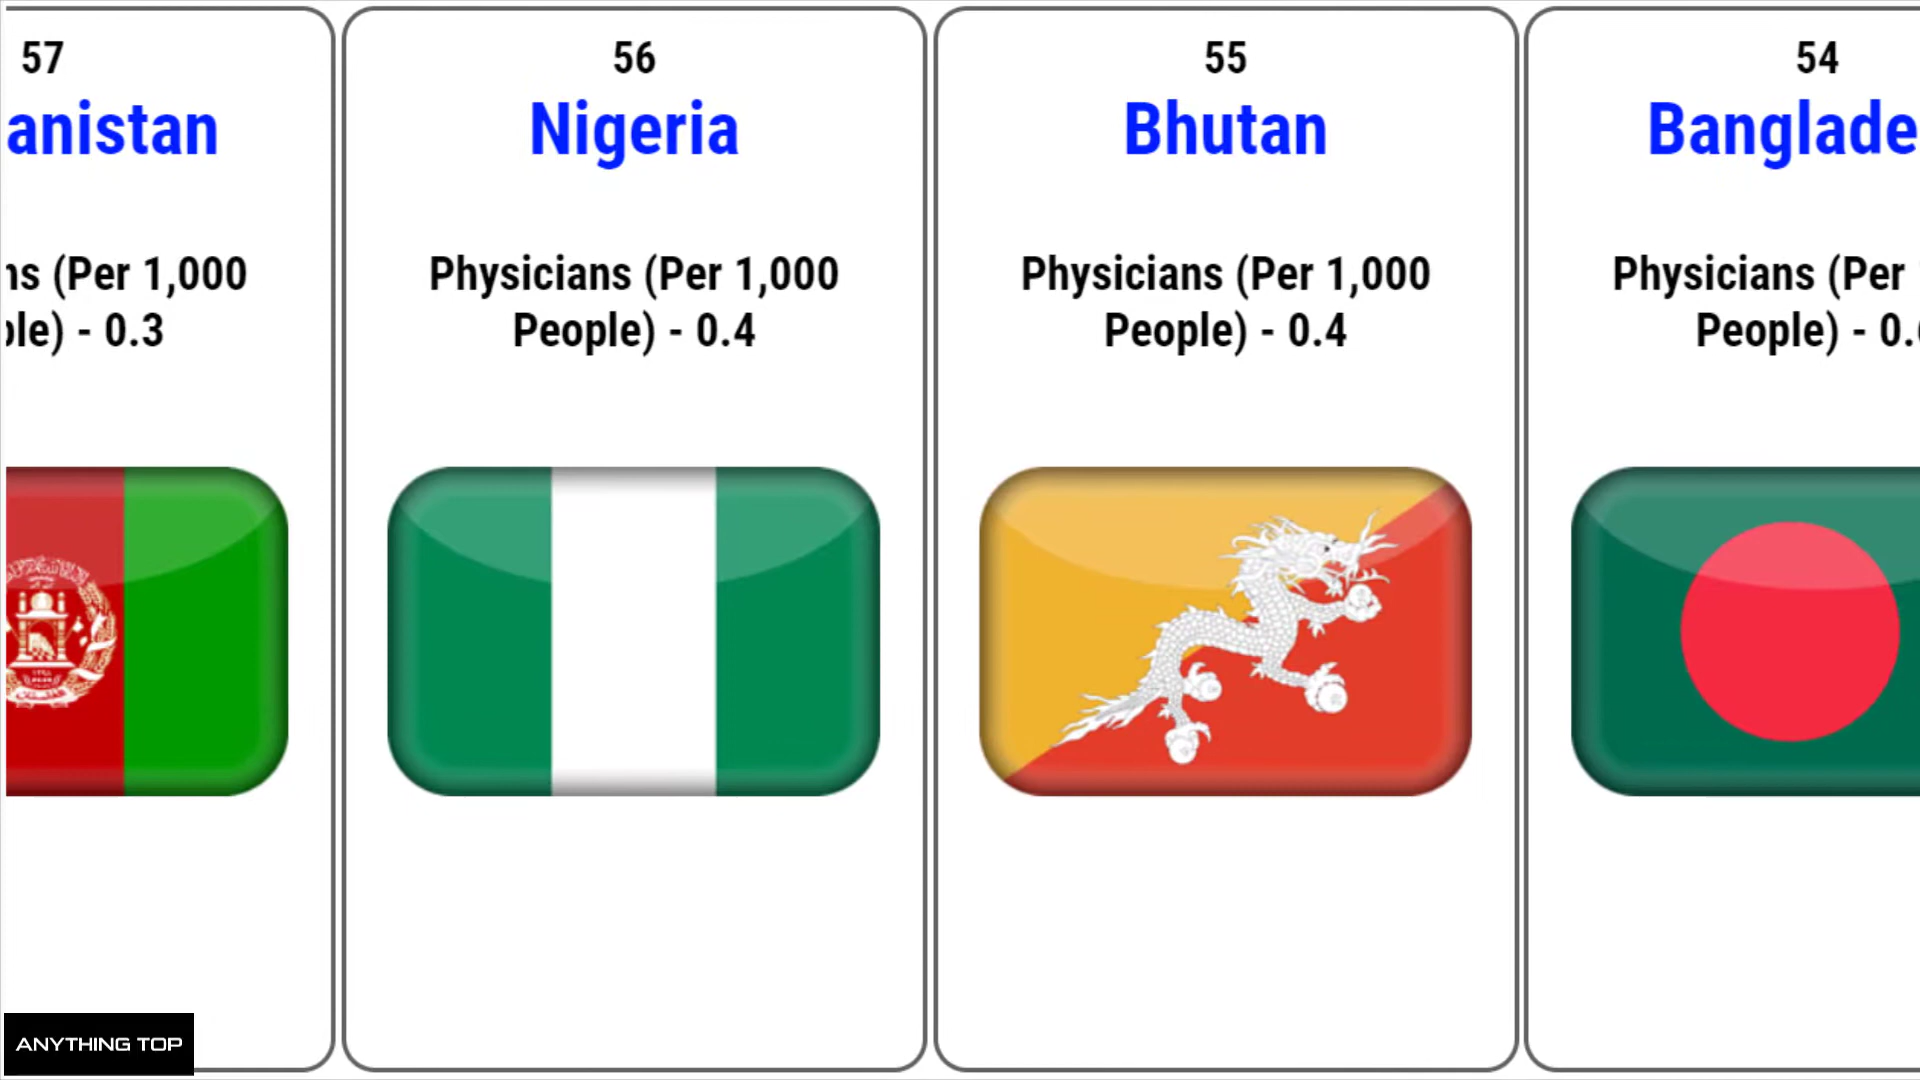 57
anistan
ns (Per 1,000
ple) - 0.3
56
Nigeria
Physicians (Per 1,000
People) - 0.4
55
Bhutan
Physicians (Per 1,000
People) - 0.4
54
Banglade
Physicians (Per
People) - 0.
ANYTHING TOP